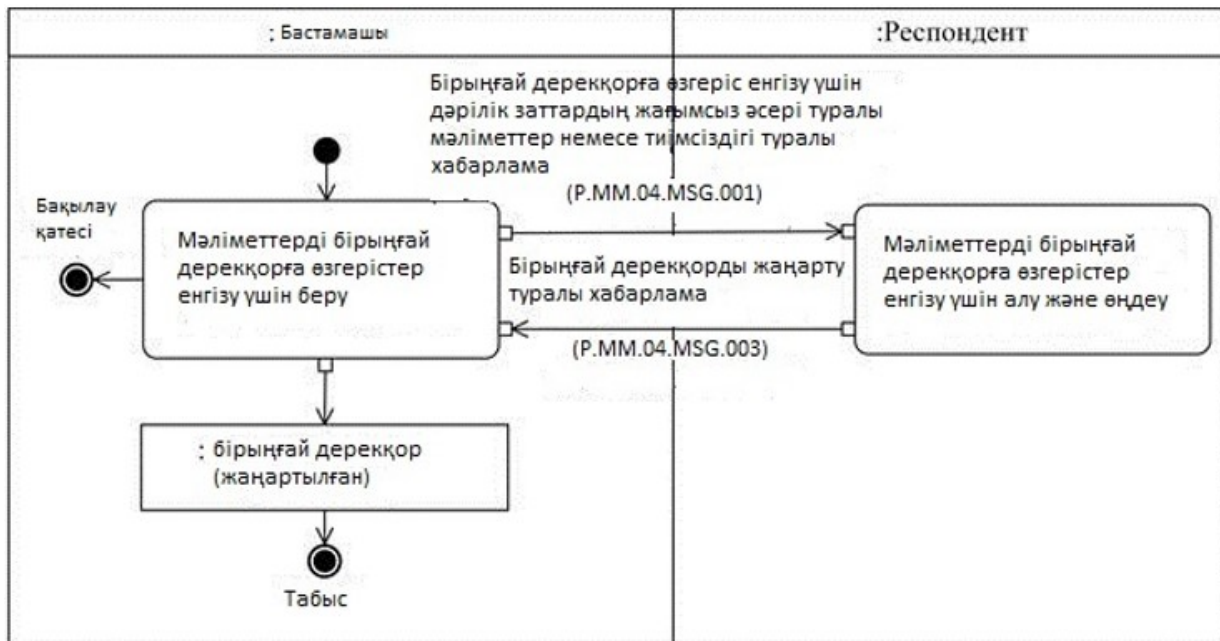 : Бастамашы
:Респондент
Бірыңғай дерекқорға өзгеріс енгізу үшін
дәрілік заттардың жағымсыз әсері туралы
мәліметтер немесе тиімсіздігі туралы
хабарлама
(P.MM.04.MSG.001)
Бақылау
қатесі
Мәліметтерді бірыңғай
дерекқорға өзгерістер
енгізу үшін беру
Бірыңғай дерекқорды жаңарту
туралы хабарлама
(P.MM.04.MSG.003)
Мәліметтерді бірыңғай
дерекқорға өзгерістер
енгізу үшін алу және өңдеу
: бірыңғай дерекқор
(жаңартылған)
Табыс